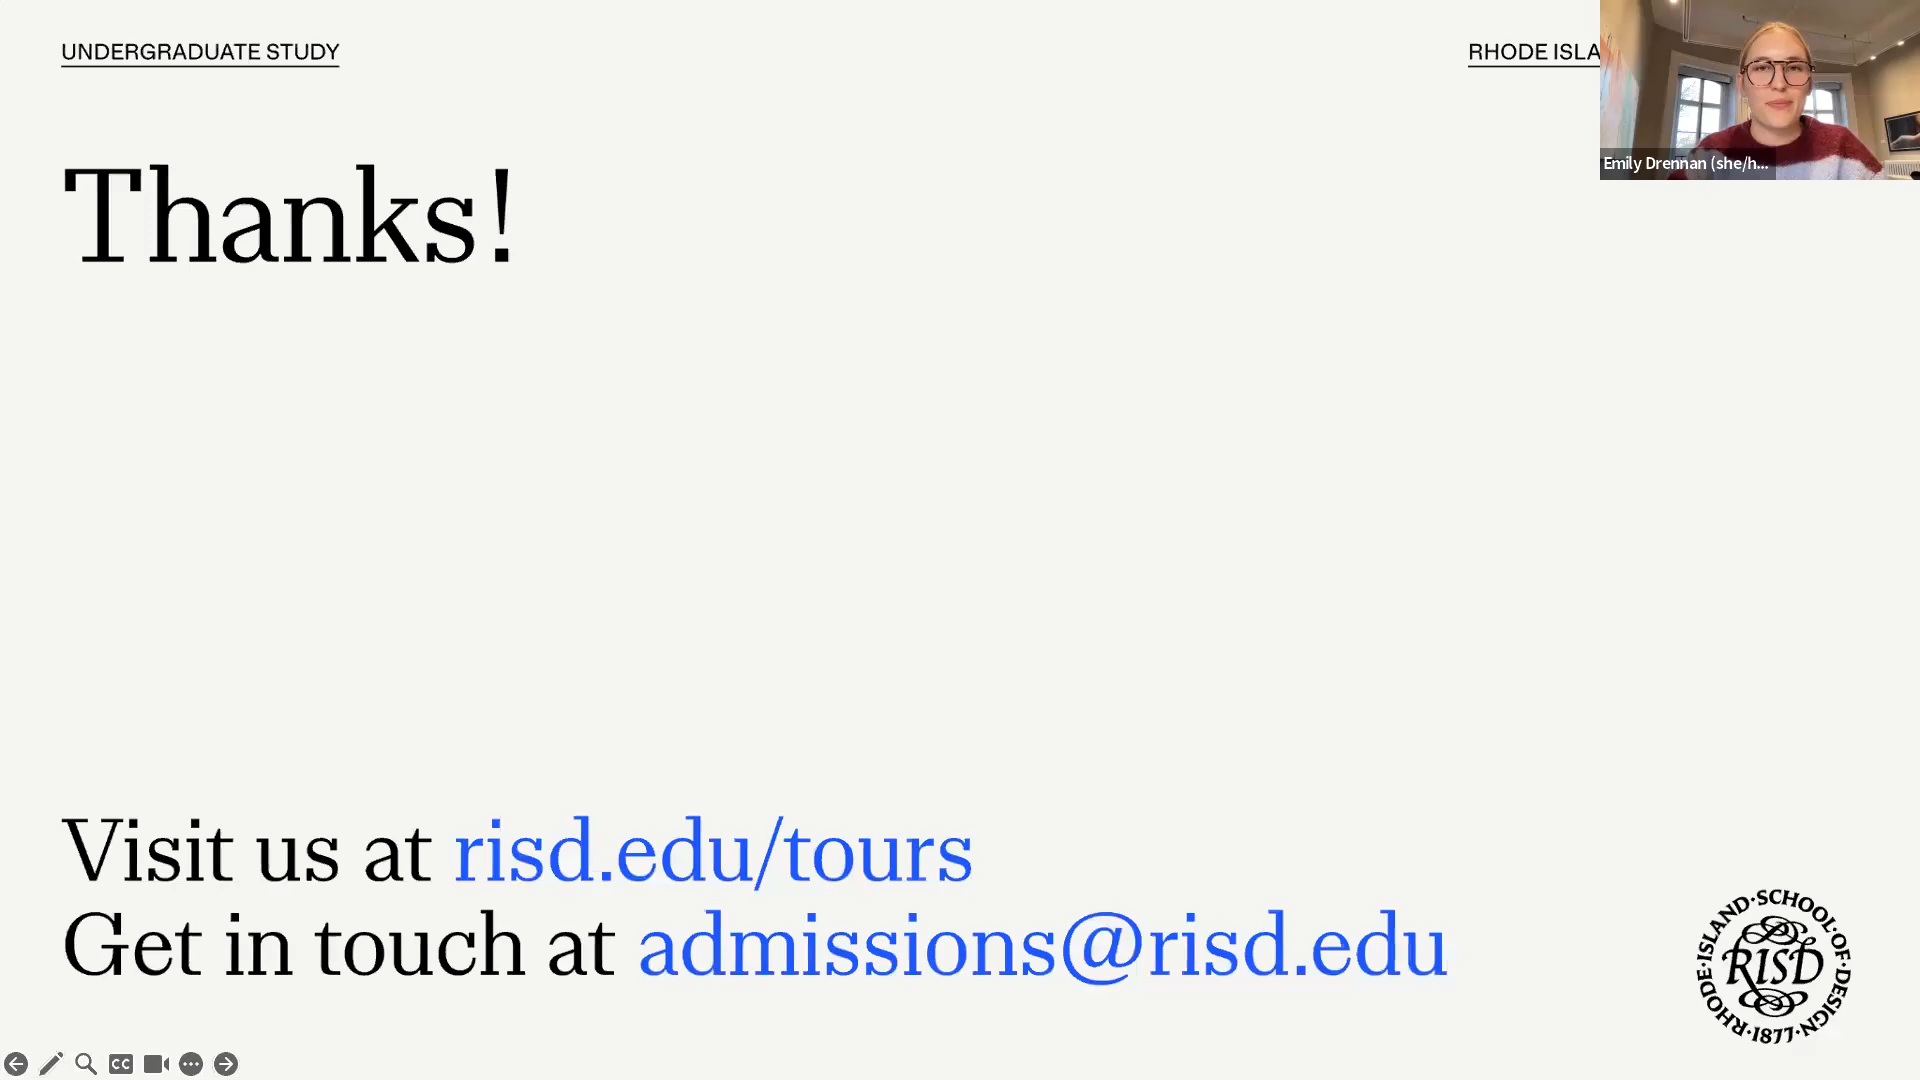 UNDERGRADUATE STUDY
RHODE ISLA
Emily Drennan (she/h...
Thanks!
Visit us at risd.edu/tours
Get in touch at admissions@risd.edu
RHODE·ISLAND·SCHOOL·OF·DESIGN·1877·
RISD
CC